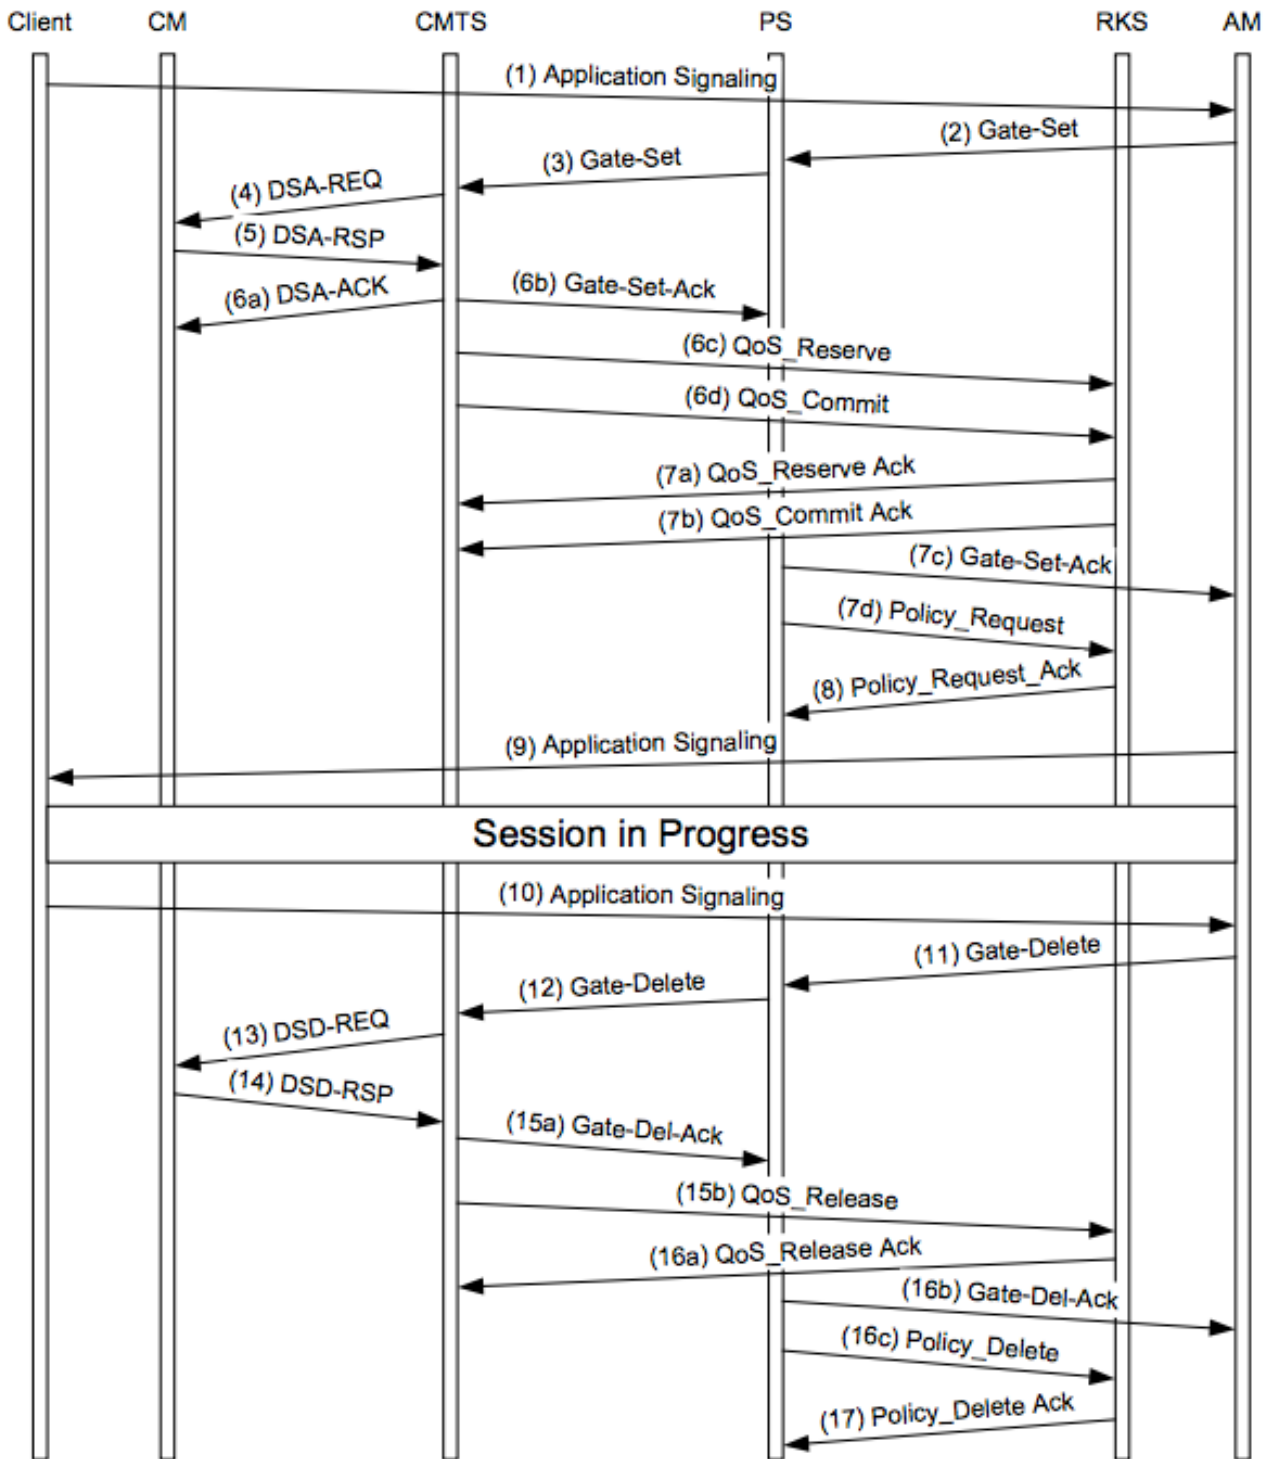 Client CM CMTS PS RKS AM
(1) Application Signaling
(2) Gate-Set
(3) Gate-Set
(4) DSA-REQ
(5) DSA-RSP
(6a) DSA-ACK
(6b) Gate-Set-Ack
(6c) QoS_Reserve
(6d) QoS_Commit
(7a) QoS_Reserve Ack
(7b) QoS_Commit Ack
(7c) Gate-Set-Ack
(7d) Policy_Request
(8) Policy_Request_Ack
(9) Application Signaling
Session in Progress
(10) Application Signaling
(11) Gate-Delete
(12) Gate-Delete
(13) DSD-REQ
(14) DSD-RSP
(15a) Gate-Del-Ack
(15b) QoS_Release
(16a) QoS_Release Ack
(16b) Gate-Del-Ack
(16c) Policy_Delete
(17) Policy_Delete Ack